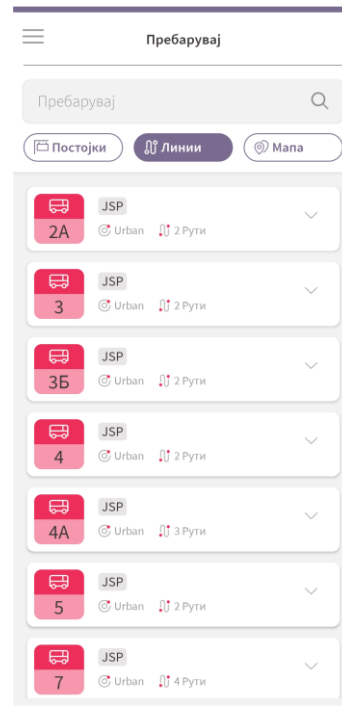 Пребарувај
Пребарувај
Постојки Линии Мапа
JSP
2А Urban 2 Рути
JSP
3 Urban 2 Рути
JSP
3Б Urban 2 Рути
JSP
4 Urban 2 Рути
JSP
4А Urban 3 Рути
JSP
5 Urban 2 Рути
JSP
7 Urban 4 Рути